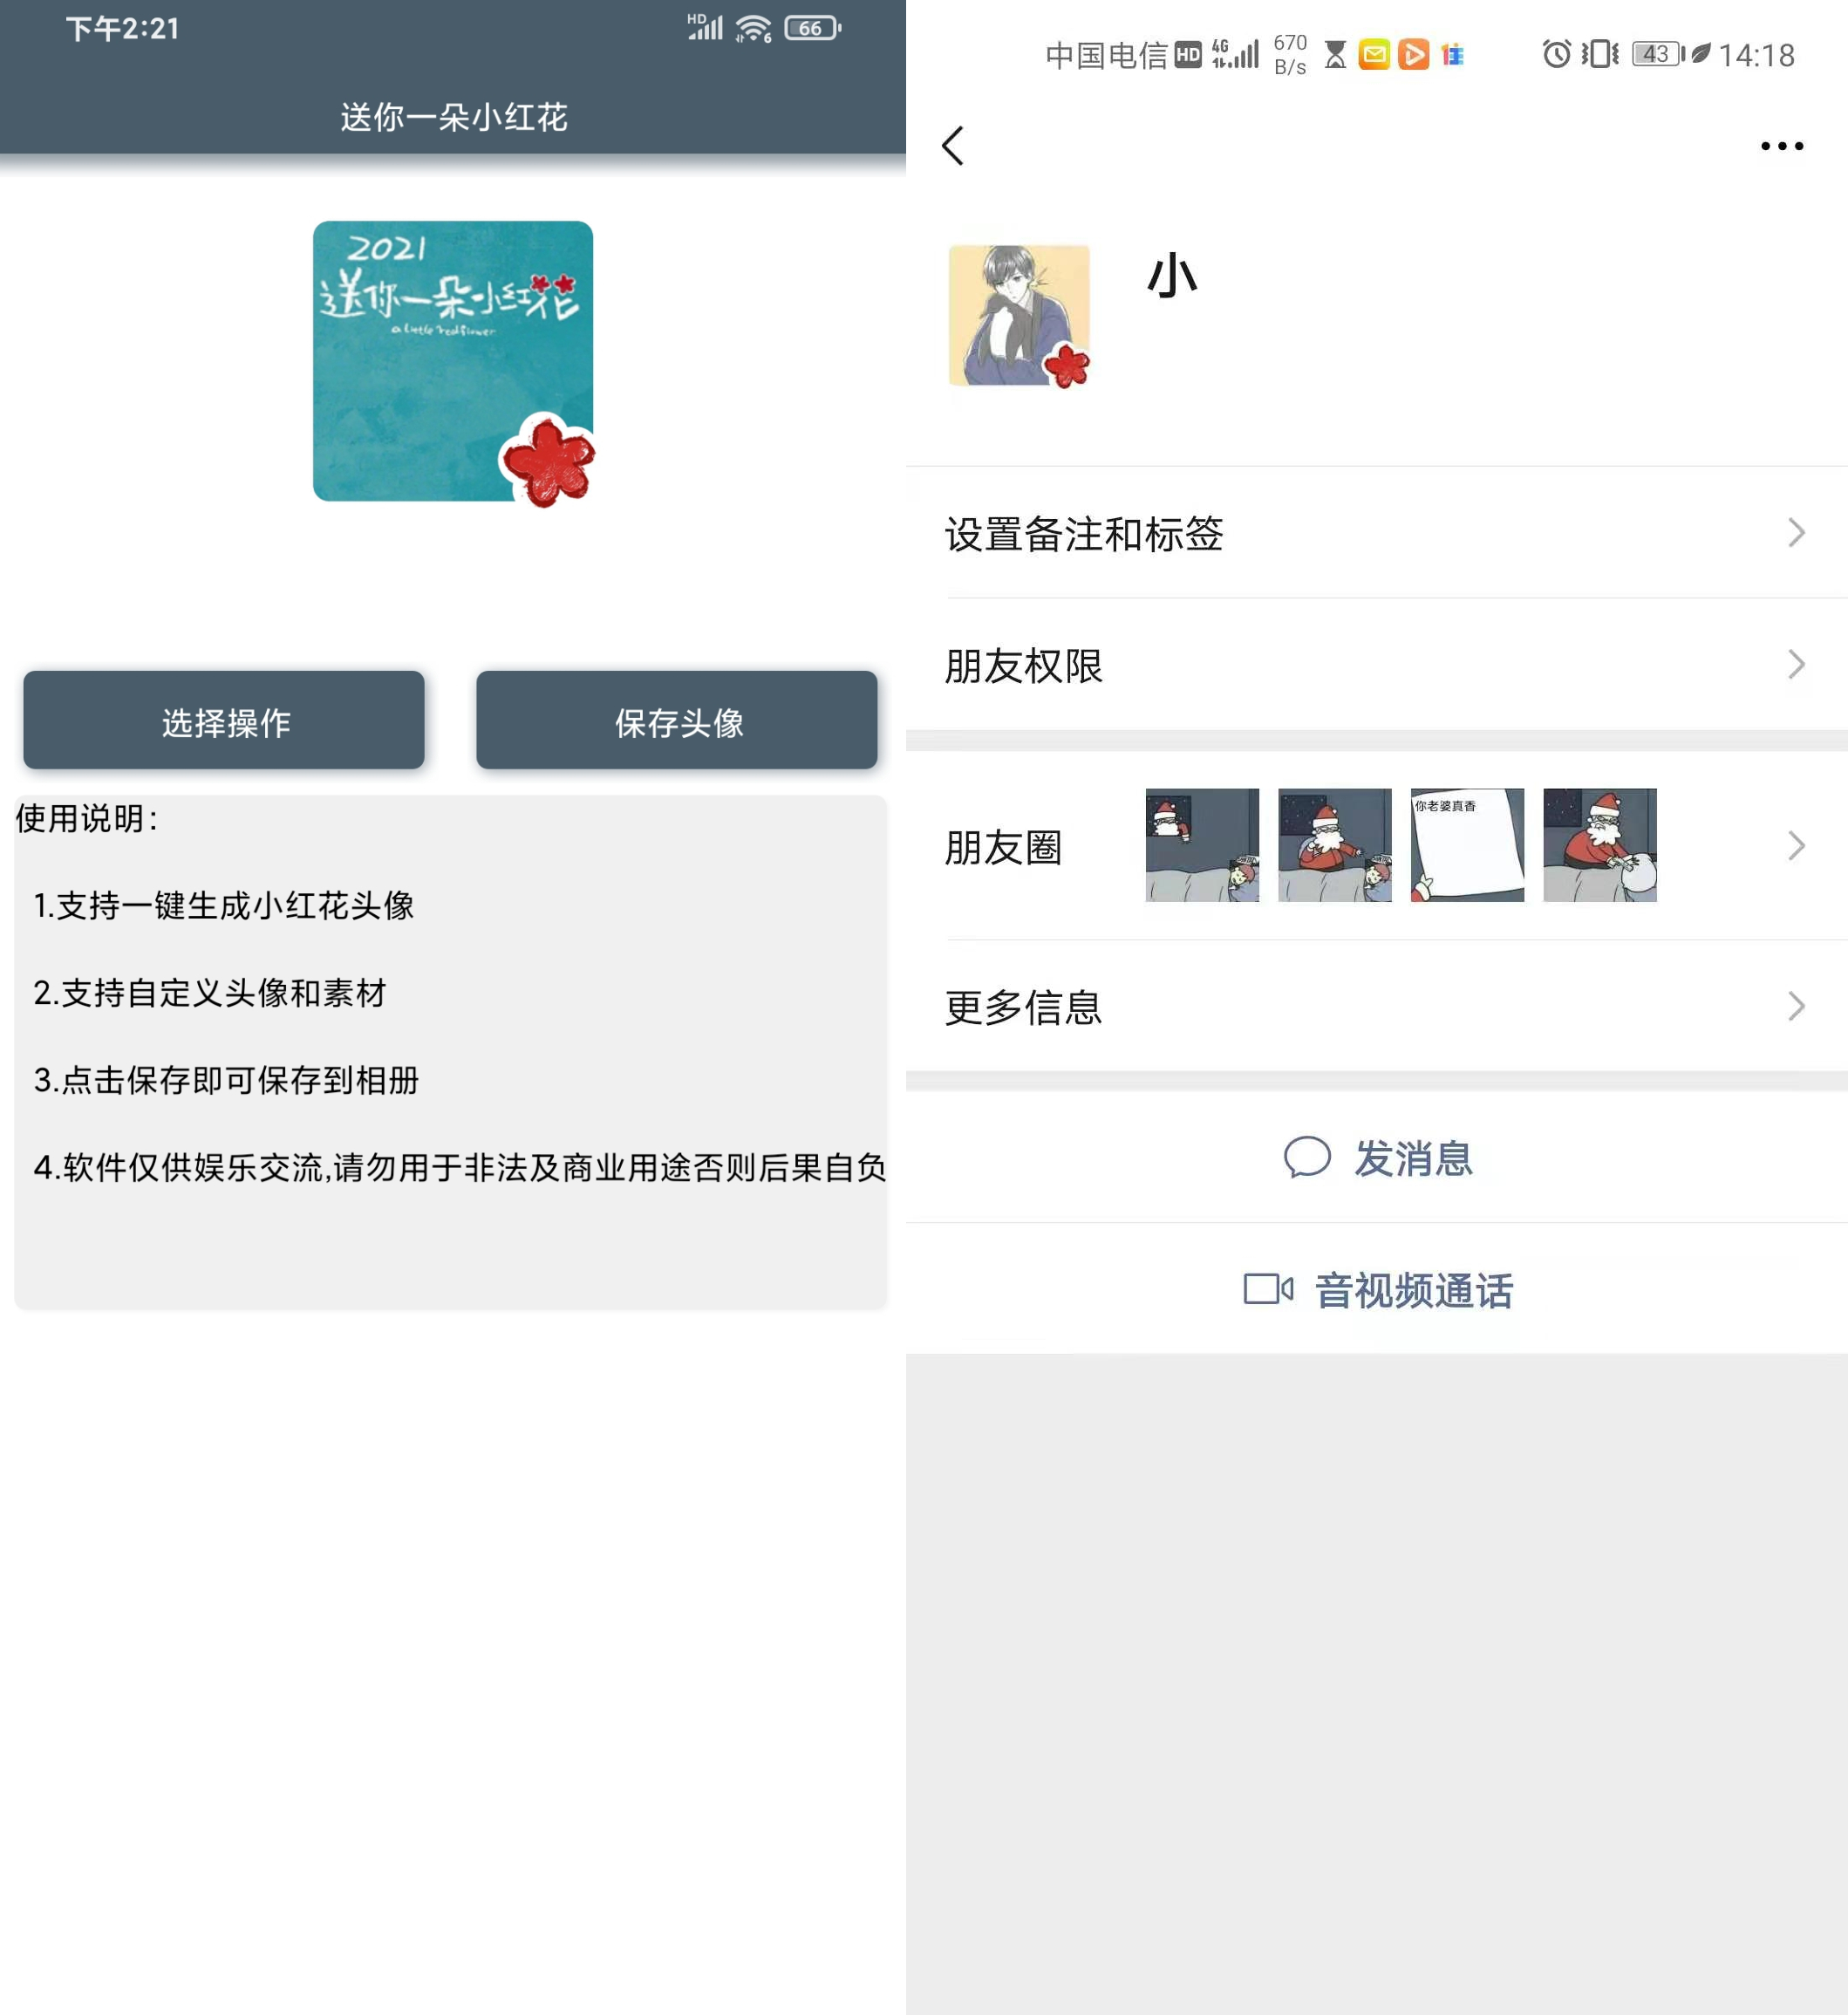 下午2:21
HD
6
66
送你一朵小红花
2021
送你一朵小红花
a little red flower
选择操作
保存头像
使用说明：
1.支持一键生成小红花头像
2.支持自定义头像和素材
3.点击保存即可保存到相册
4.软件仅供娱乐交流,请勿用于非法及商业用途否则后果自负
中国电信 HD 4G 670 B/s
43 14:18
小
设置备注和标签
朋友权限
朋友圈
你老婆真香
更多信息
发消息
音视频通话